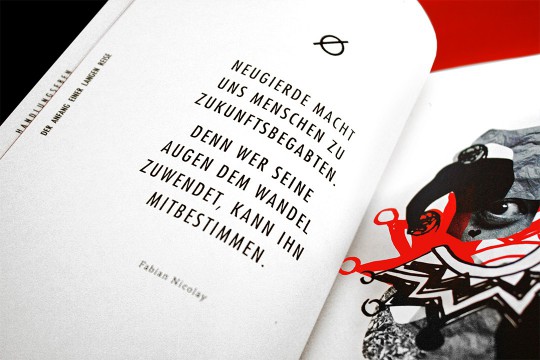 HANDLUNGSEBEN
DER ANFANG EINER LANGEN REISE
NEUGIERDE MACHT
UNS MENSCHEN ZU
ZUKUNFTSBEGABTEN.
DENN WER SEINE
AUGEN DEM WANDEL
ZUWENDET, KANN IHN
MITBESTIMMEN.
Fabian Nicolay